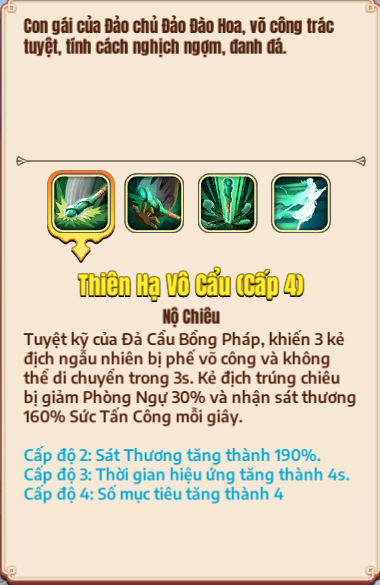 Con gái của Đảo chủ Đảo Đào Hoa, võ công trác
tuyệt, tính cách nghịch ngợm, đanh đá.
Thiên Hạ Vô Cẩu (Cấp 4)
Nộ Chiêu
Tuyệt kỹ của Đả Cẩu Bổng Pháp, khiến 3 kẻ
địch ngẫu nhiên bị phế võ công và không
thể di chuyển trong 3s. Kẻ địch trúng chiêu
bị giảm Phòng Ngự 30% và nhận sát thương
160% Sức Tấn Công mỗi giây.
Cấp độ 2: Sát Thương tăng thành 190%.
Cấp độ 3: Thời gian hiệu ứng tăng thành 4s.
Cấp độ 4: Số mục tiêu tăng thành 4